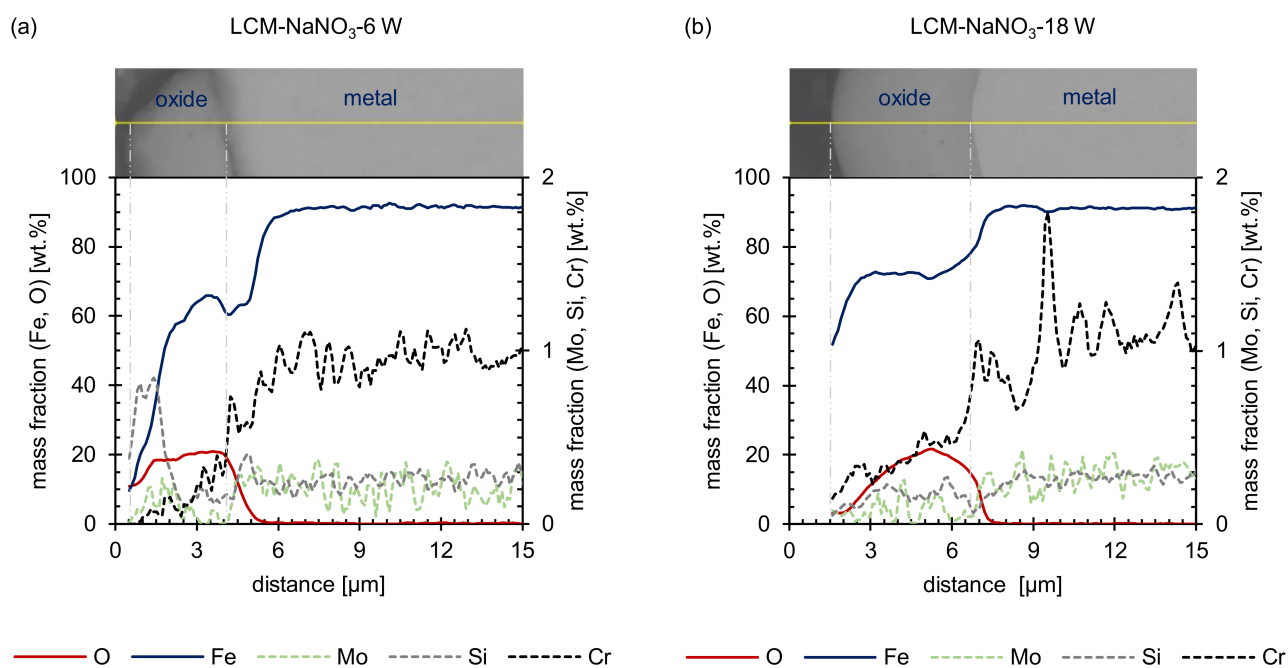 (a)
LCM-NaNO₃-6 W
oxide
metal
100
80
60
40
20
0
mass fraction (Fe, O) [wt.%]
2
1
0
mass fraction (Mo, Si, Cr) [wt.%]
0 3 6 9 12 15
distance [µm]
O Fe Mo Si Cr
(b)
LCM-NaNO₃-18 W
oxide
metal
100
80
60
40
20
0
mass fraction (Fe, O) [wt.%]
2
1
0
mass fraction (Mo, Si, Cr) [wt.%]
0 3 6 9 12 15
distance [µm]
O Fe Mo Si Cr